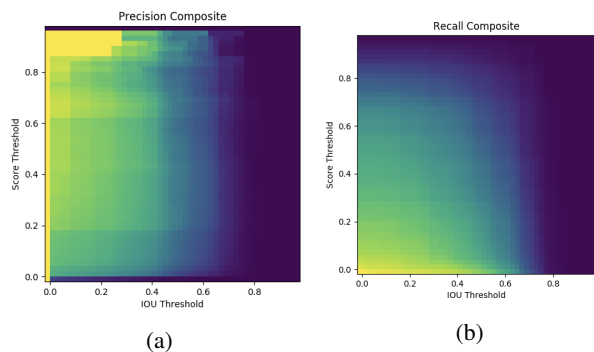 Precision Composite
Score Threshold
0.8
0.6
0.4
0.2
0.0
0.0 0.2 0.4 0.6 0.8
IOU Threshold
(a)
Recall Composite
Score Threshold
0.8
0.6
0.4
0.2
0.0
0.0 0.2 0.4 0.6 0.8
IOU Threshold
(b)